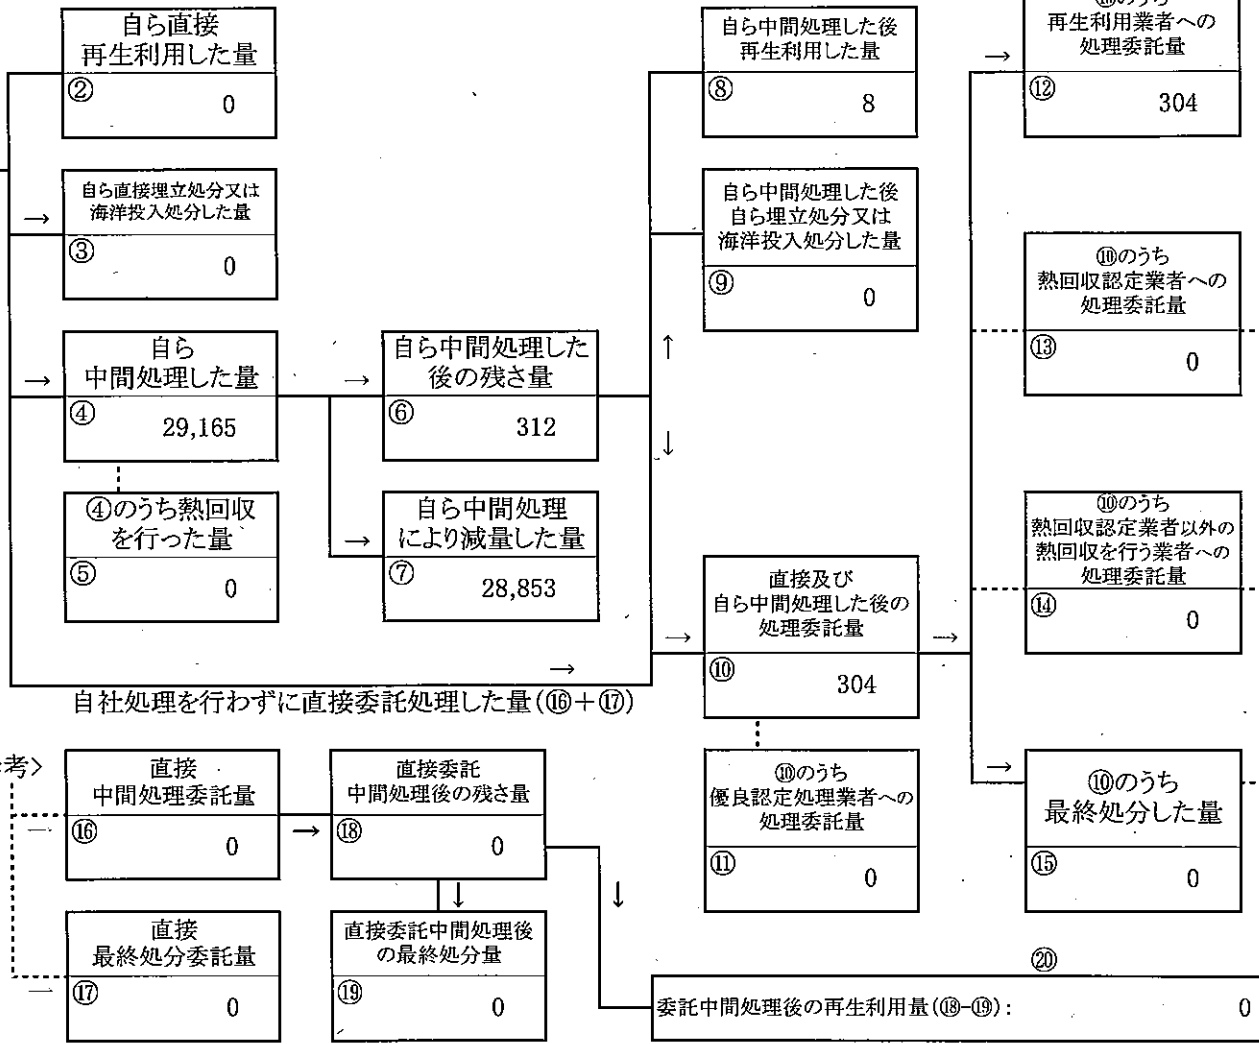 自ら直接
再生利用した量
②
0
自ら直接埋立処分又は
海洋投入処分した量
→
③
0
自ら
中間処理した量
→
④
29,165
④のうち熱回収
を行った量
⑤
0
→
自ら中間処理した
後の残さ量
⑥
312
→
自ら中間処理
により減量した量
⑦
28,853
自ら中間処理した後
再生利用した量
⑧
8
自ら中間処理した後
自ら埋立処分又は
海洋投入処分した量
⑨
0
↑
↓
→
直接及び
自ら中間処理した後の
処理委託量
⑩
304
⑩のうち
優良認定処理業者への
処理委託量
⑪
0
→
⑩のうち
再生利用業者への
処理委託量
→
⑫
304
⑩のうち
熱回収認定業者への
処理委託量
⑬
0
⑩のうち
熱回収認定業者以外の
熱回収を行う業者への
処理委託量
⑭
0
→
⑩のうち
最終処分した量
⑮
0
→
自社処理を行わずに直接委託処理した量(⑯+⑰)
考>
直接
中間処理委託量
⑯
0
→
直接委託
中間処理後の残さ量
⑱
0
↓
↓
直接
最終処分委託量
⑰
0
直接委託中間処理後
の最終処分量
⑲
0
⑳
委託中間処理後の再生利用量(⑱-⑲): 0